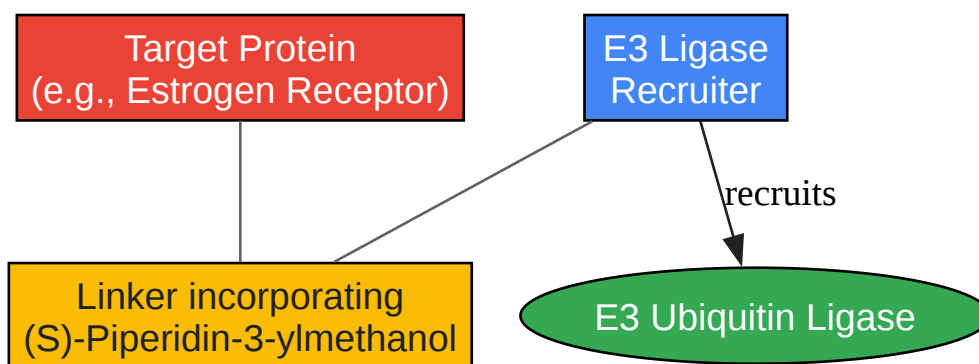 Target Protein
(e.g., Estrogen Receptor)
E3 Ligase
Recruiter
recruits
Linker incorporating
(S)-Piperidin-3-ylmethanol
E3 Ubiquitin Ligase